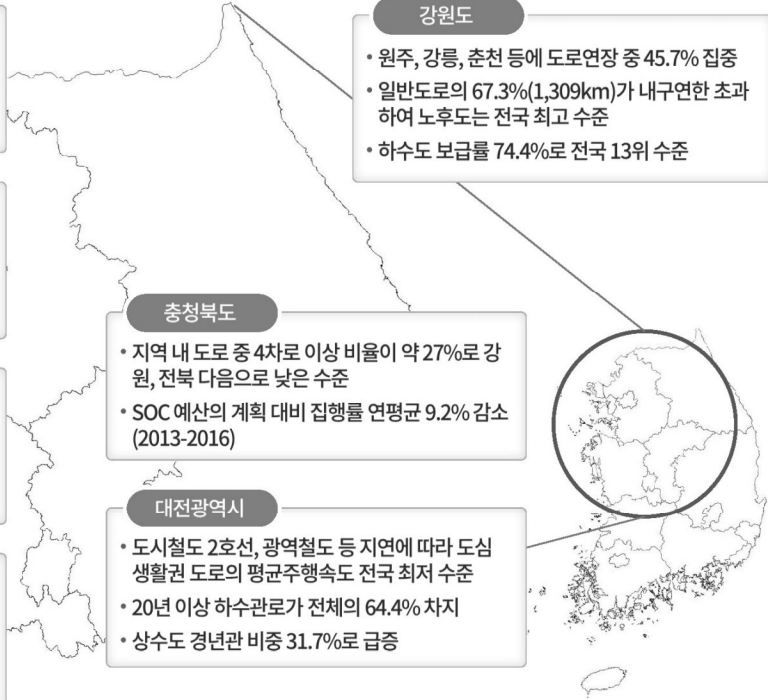 강원도
• 원주, 강릉, 춘천 등에 도로연장 중 45.7% 집중
• 일반도로의 67.3%(1,309km)가 내구연한 초과
하여 노후도는 전국 최고 수준
• 하수도 보급률 74.4%로 전국 13위 수준
충청북도
• 지역 내 도로 중 4차로 이상 비율이 약 27%로 강
원, 전북 다음으로 낮은 수준
• SOC 예산의 계획 대비 집행률 연평균 9.2% 감소
(2013-2016)
대전광역시
• 도시철도 2호선, 광역철도 등 지연에 따라 도심
생활권 도로의 평균주행속도 전국 최저 수준
• 20년 이상 하수관로가 전체의 64.4% 차지
• 상수도 경년관 비중 31.7%로 급증